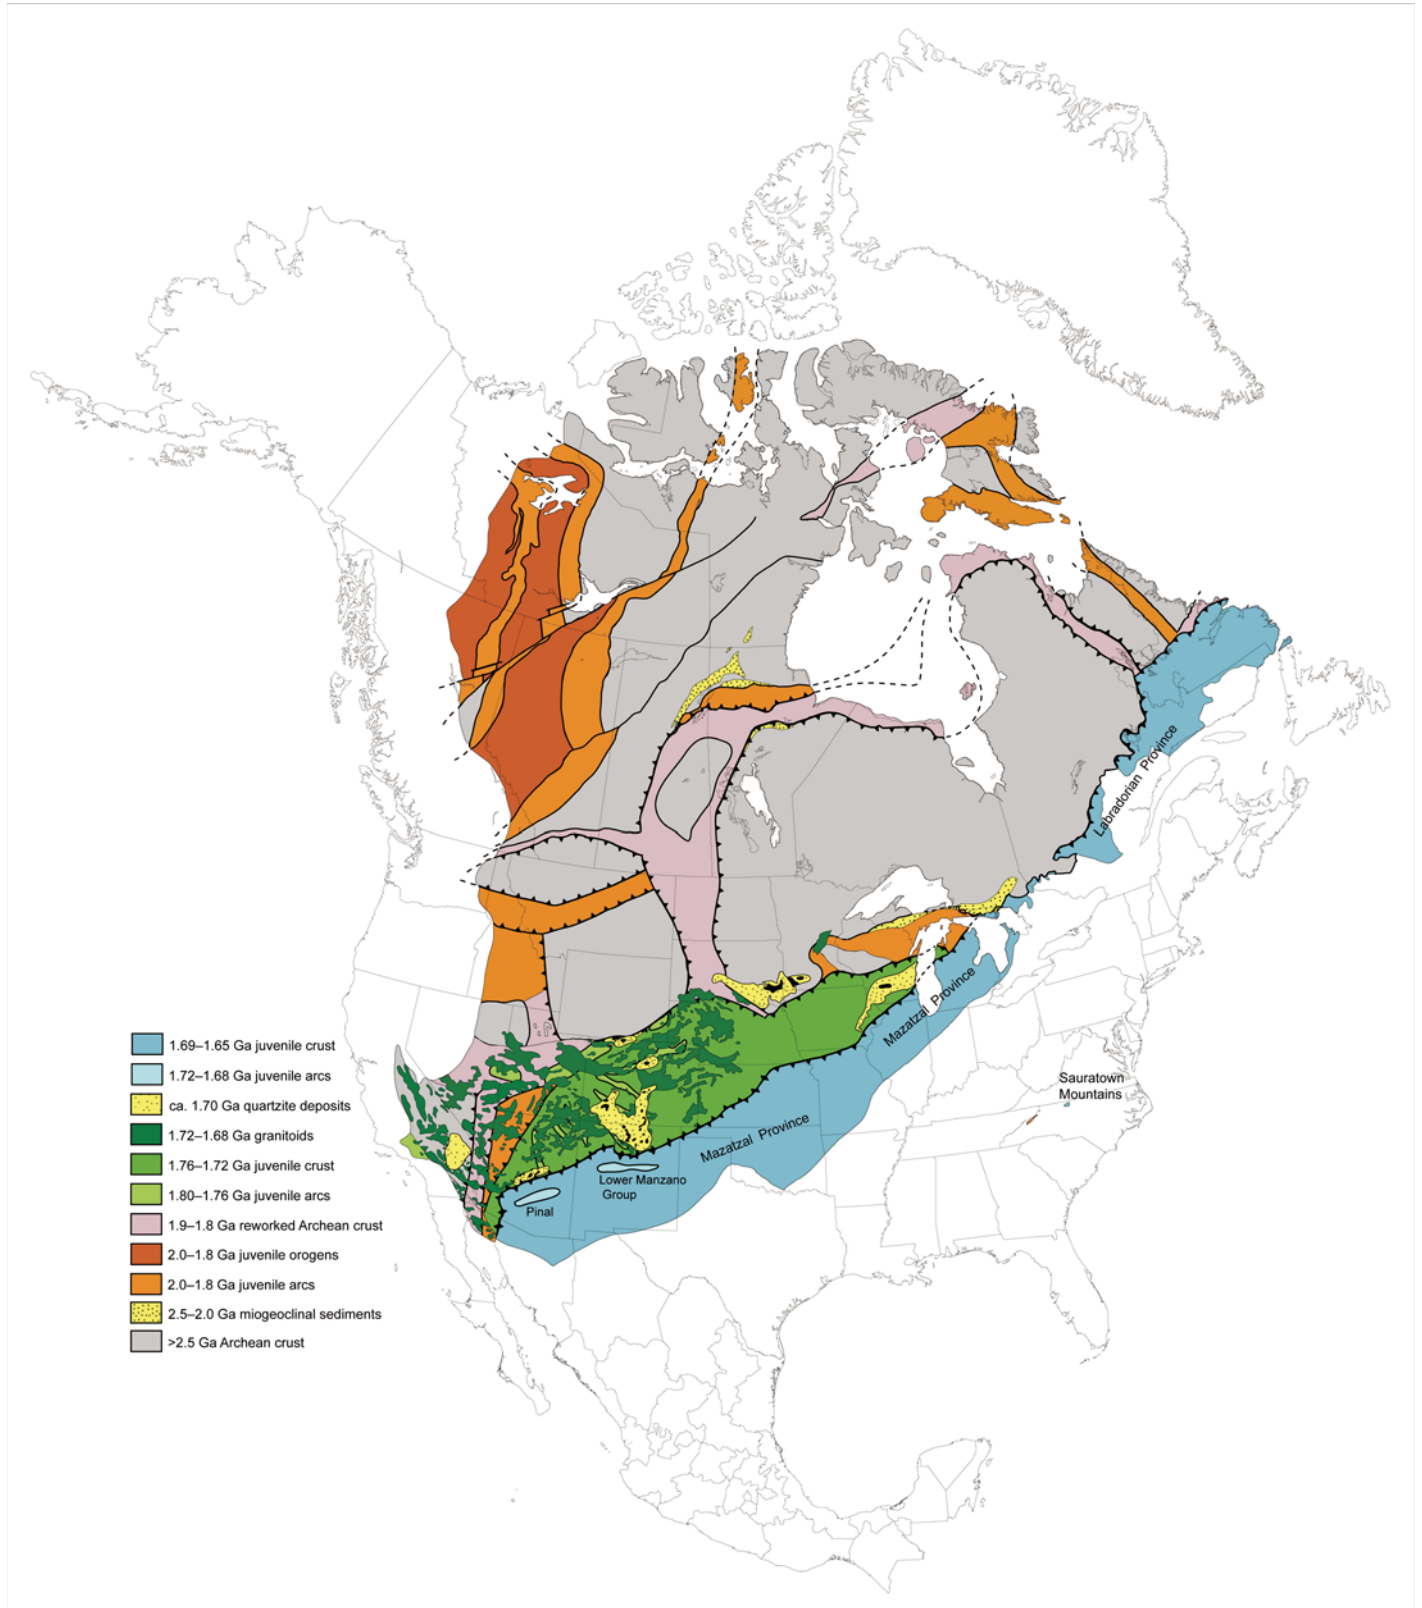 Labradorian Province
Mazatzal Province
1.69–1.65 Ga juvenile crust
1.72–1.68 Ga juvenile arcs
ca. 1.70 Ga quartzite deposits
1.72–1.68 Ga granitoids
1.76–1.72 Ga juvenile crust
1.80–1.76 Ga juvenile arcs
1.9–1.8 Ga reworked Archean crust
2.0–1.8 Ga juvenile orogens
2.0–1.8 Ga juvenile arcs
2.5–2.0 Ga miogeoclinal sediments
>2.5 Ga Archean crust
Sauratown
Mountains
Mazatzal Province
Lower Manzano
Group
Pinal